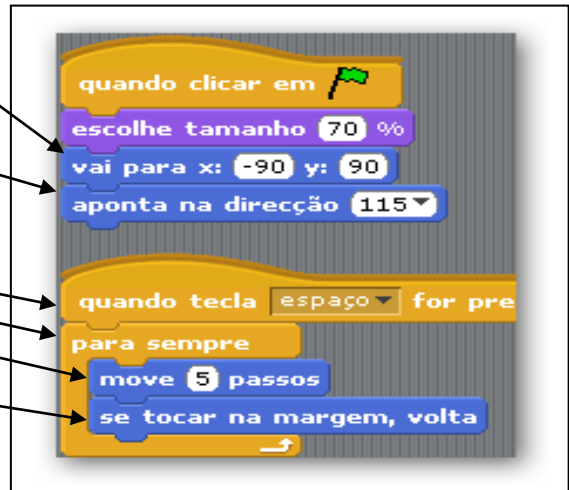 quando clicar em
escolhe tamanho 70 %
vai para x: -90 y: 90
aponta na direcção 115
quando tecla espaço for pre
para sempre
move 5 passos
se tocar na margem, volta